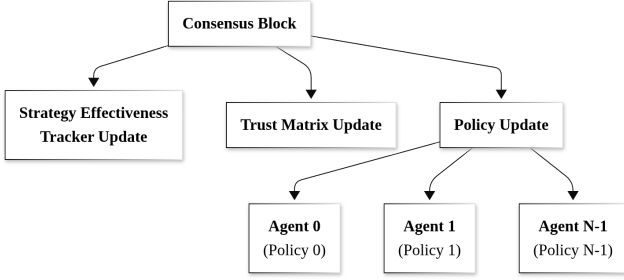 Consensus Block
Strategy Effectiveness
Tracker Update
Trust Matrix Update
Policy Update
Agent 0
(Policy 0)
Agent 1
(Policy 1)
Agent N-1
(Policy N-1)